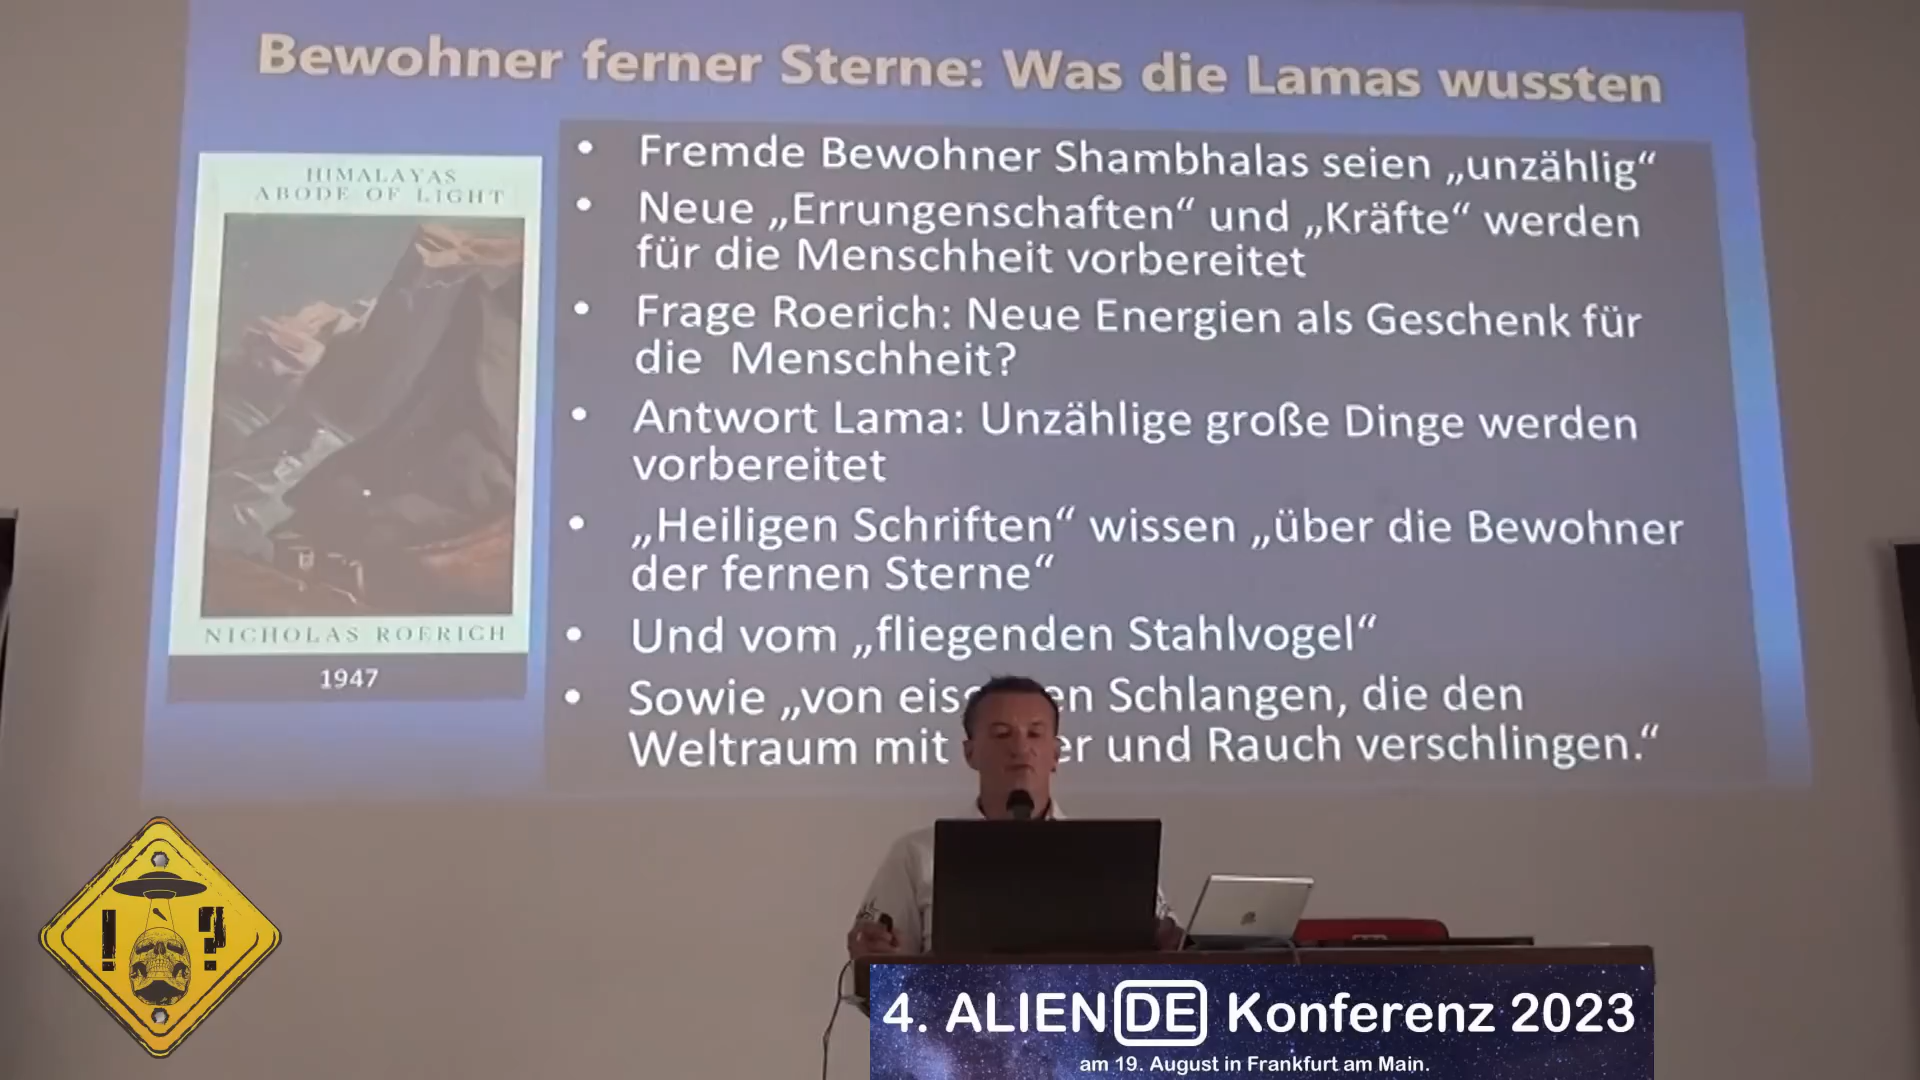 Bewohner ferner Sterne: Was die Lamas wussten
HIMALAYAS
ABODE OF LIGHT
NICHOLAS ROERICH
1947
• Fremde Bewohner Shambhalas seien „unzählig“
• Neue „Errungenschaften“ und „Kräfte“ werden
für die Menschheit vorbereitet
• Frage Roerich: Neue Energien als Geschenk für
die Menschheit?
• Antwort Lama: Unzählige große Dinge werden
vorbereitet
• „Heiligen Schriften“ wissen „über die Bewohner
der fernen Sterne“
• Und vom „fliegenden Stahlvogel“
• Sowie „von Schlangen, die den
Weltraum mit und Rauch verschlingen.“
! ?
4. ALIEN DE Konferenz 2023
am 19. August in Frankfurt am Main.